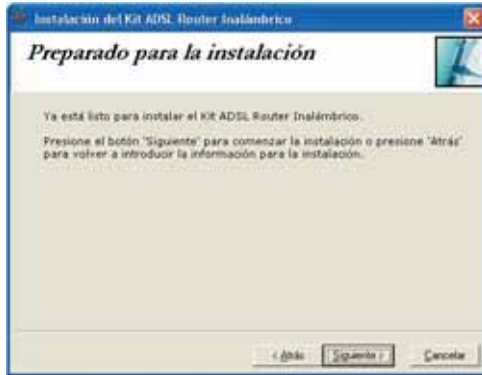 Instalación del Kit ADSL Router Inalámbrico
Preparado para la instalación
Ya está listo para instalar el Kit ADSL Router Inalámbrico.
Presione el botón "Siguiente" para comenzar la instalación o presione "Atrás"
para volver a introducir la información para la instalación.
< Atrás
Siguiente >
Cancelar